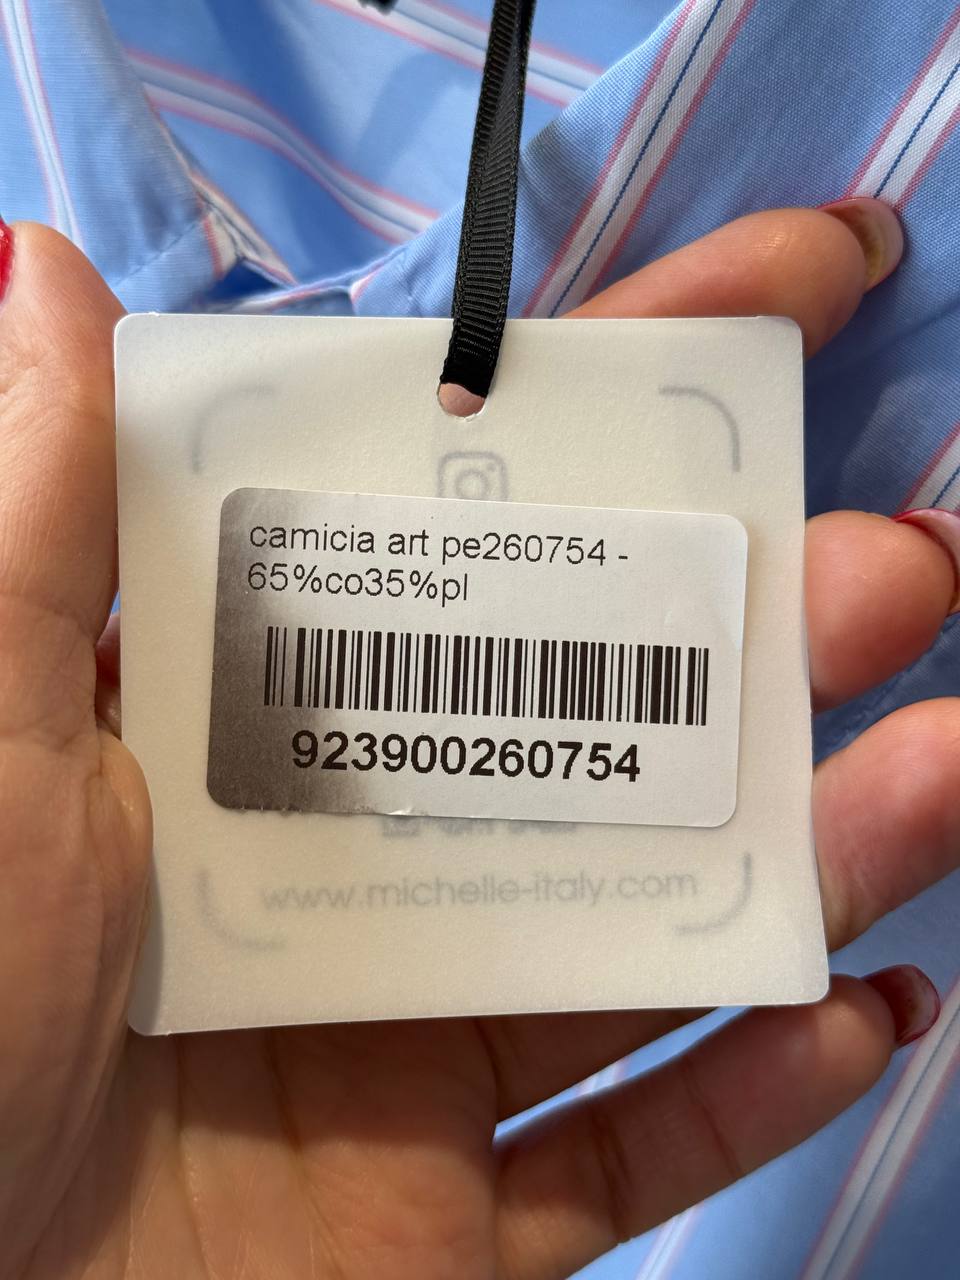 camicia art pe260754 -
65%co35%pl
923900260754
www.michelle-italy.com